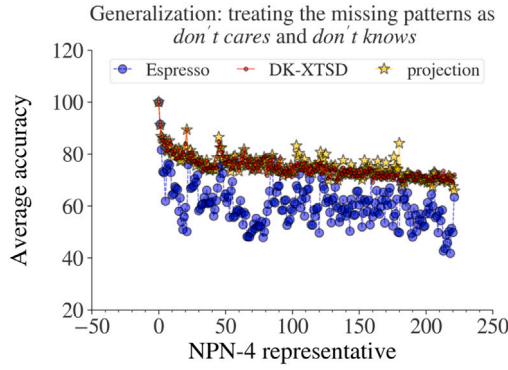 Generalization: treating the missing patterns as
don't cares and don't knows
120
Espresso DK-XTSD projection
100
80
60
40
20
Average accuracy
−50 0 50 100 150 200 250
NPN-4 representative